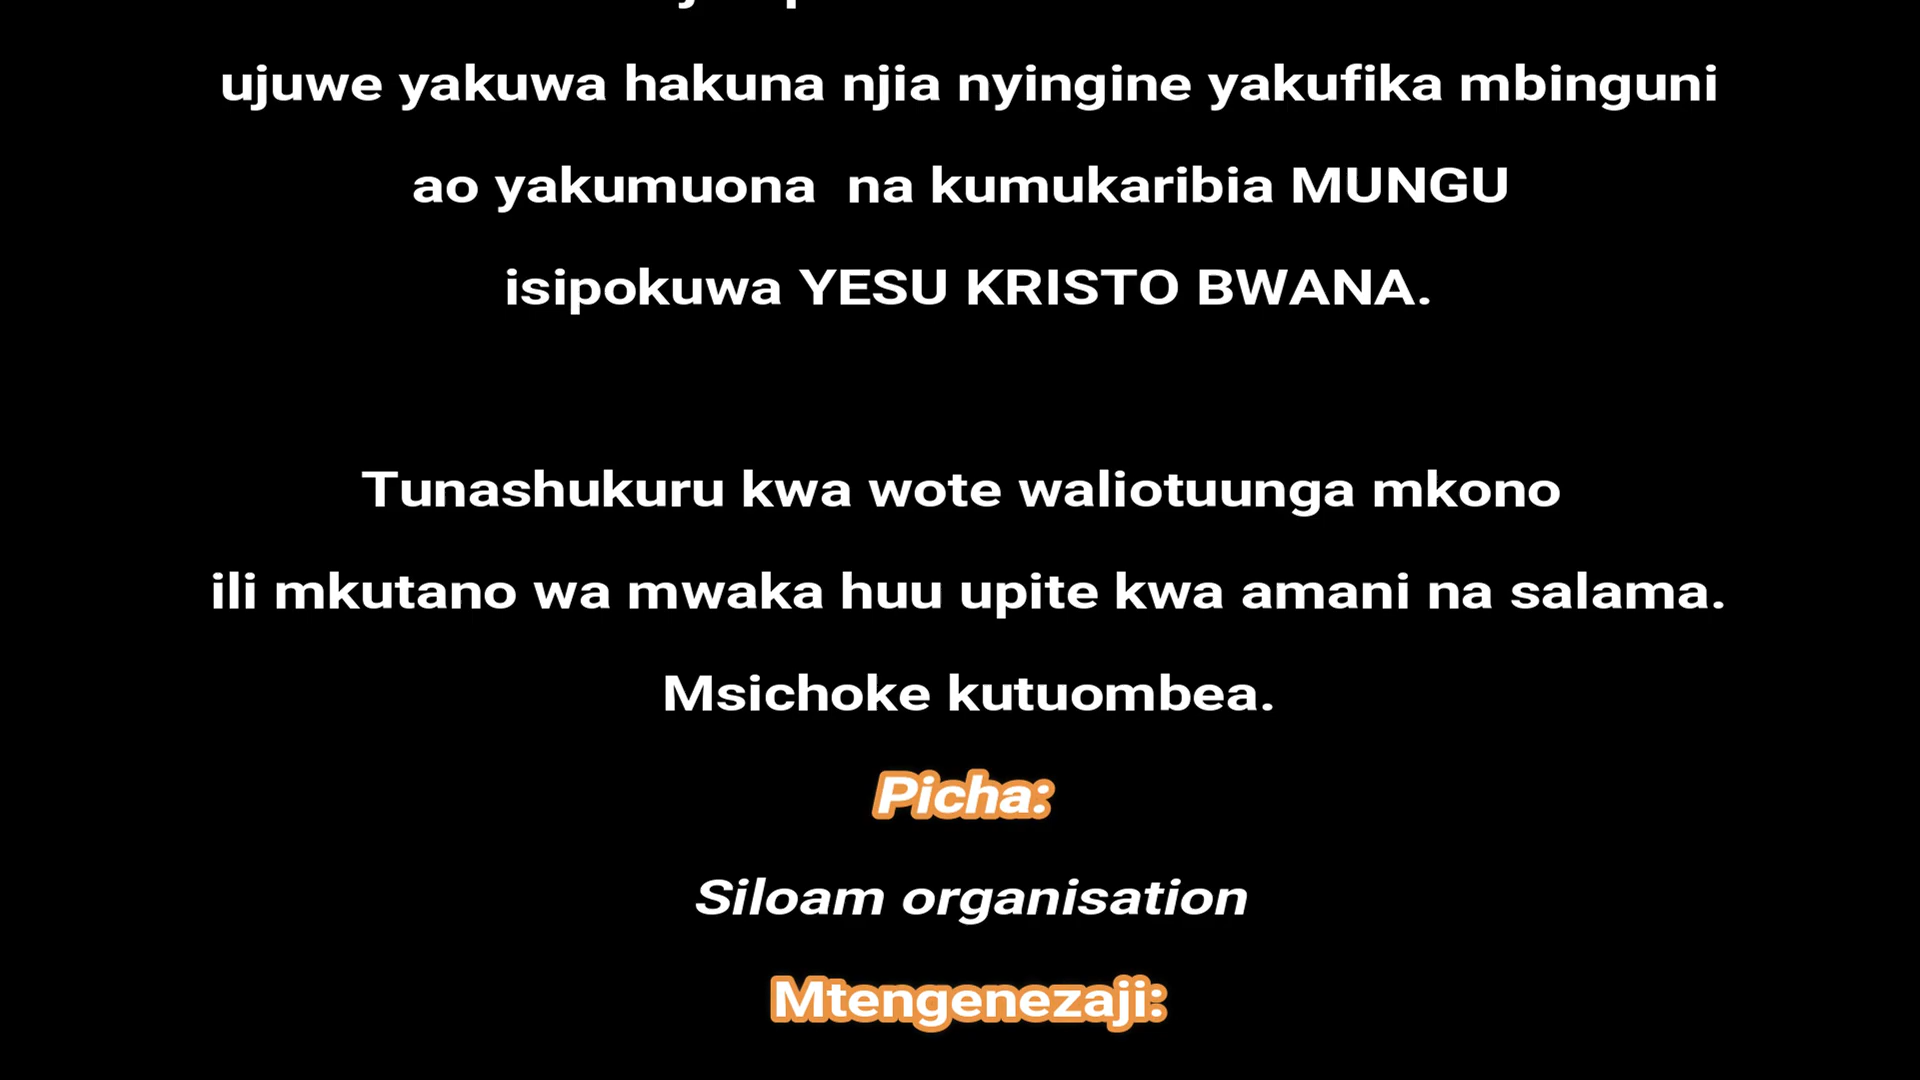 ujuwe yakuwa hakuna njia nyingine yakufika mbinguni
ao yakumuona na kumukaribia MUNGU
isipokuwa YESU KRISTO BWANA.
Tunashukuru kwa wote waliotuunga mkono
ili mkutano wa mwaka huu upite kwa amani na salama.
Msichoke kutuombea.
Picha:
Siloam organisation
Mtengenezaji: